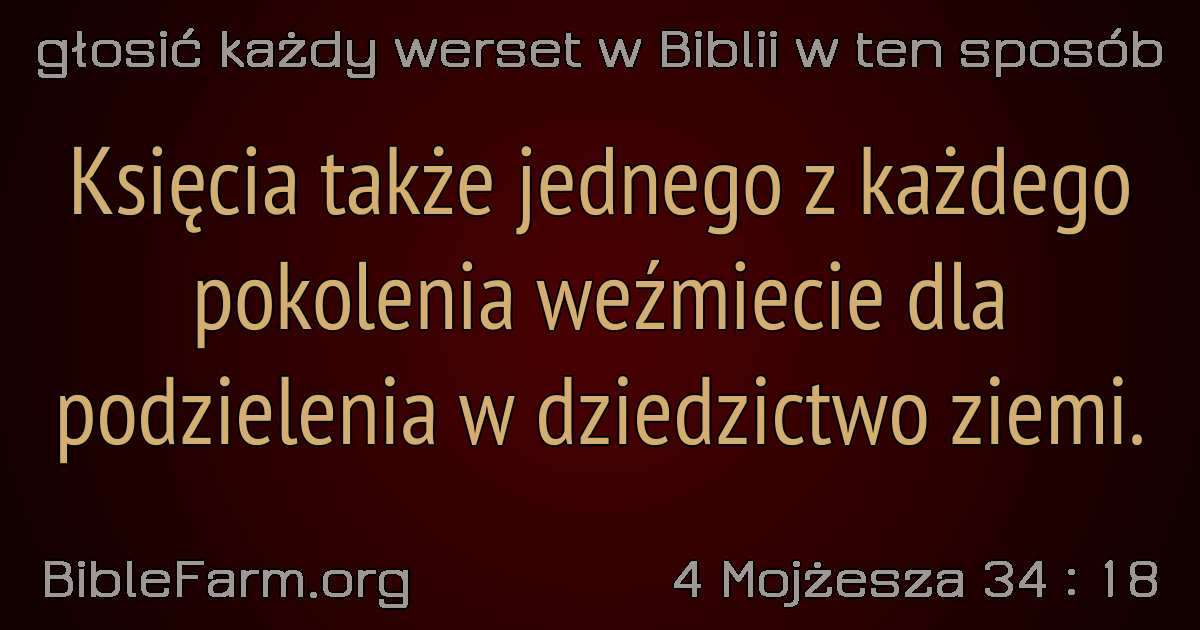 głosić każdy werset w Biblii w ten sposób
Księcia także jednego z każdego
pokolenia weźmiecie dla
podzielenia w dziedzictwo ziemi.
BibleFarm.org
4 Mojżesza 34 : 18